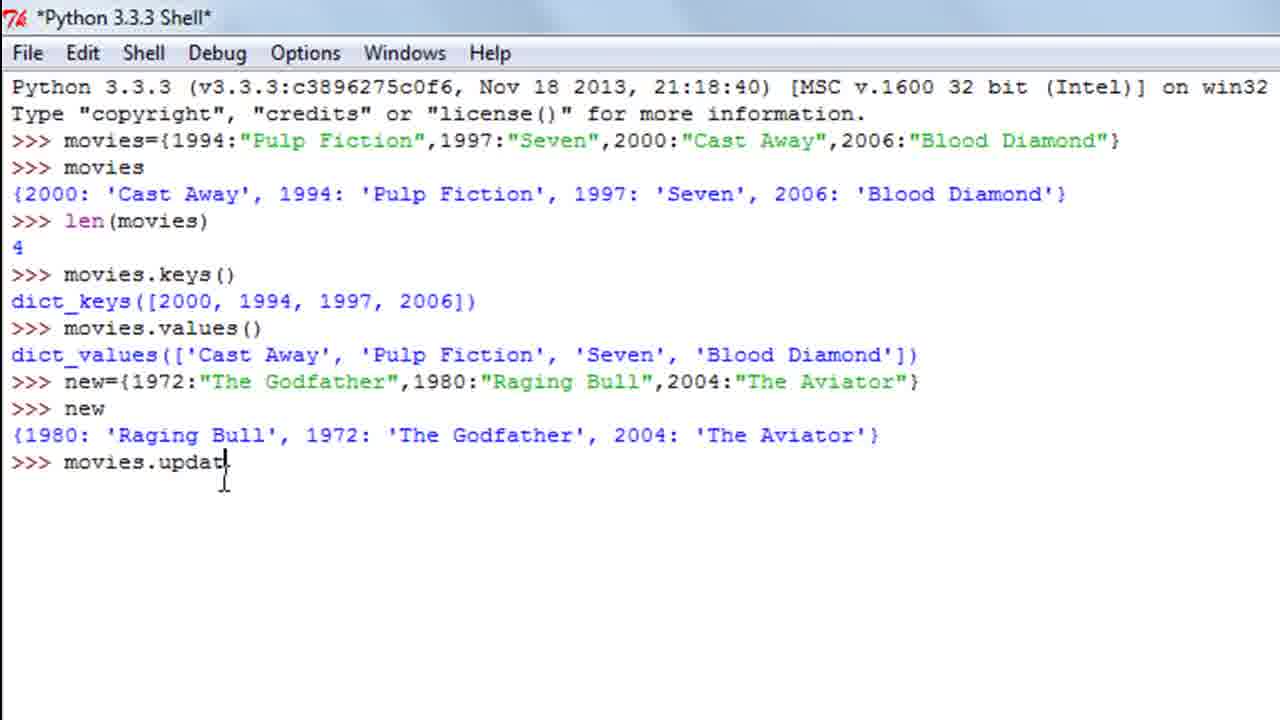 *Python 3.3.3 Shell*
File Edit Shell Debug Options Windows Help
Python 3.3.3 (v3.3.3:c3896275c0f6, Nov 18 2013, 21:18:40) [MSC v.1600 32 bit (Intel)] on win32
Type "copyright", "credits" or "license()" for more information.
>>> movies={1994:"Pulp Fiction",1997:"Seven",2000:"Cast Away",2006:"Blood Diamond"}
>>> movies
{2000: 'Cast Away', 1994: 'Pulp Fiction', 1997: 'Seven', 2006: 'Blood Diamond'}
>>> len(movies)
4
>>> movies.keys()
dict_keys([2000, 1994, 1997, 2006])
>>> movies.values()
dict_values(['Cast Away', 'Pulp Fiction', 'Seven', 'Blood Diamond'])
>>> new={1972:"The Godfather",1980:"Raging Bull",2004:"The Aviator"}
>>> new
{1980: 'Raging Bull', 1972: 'The Godfather', 2004: 'The Aviator'}
>>> movies.updat